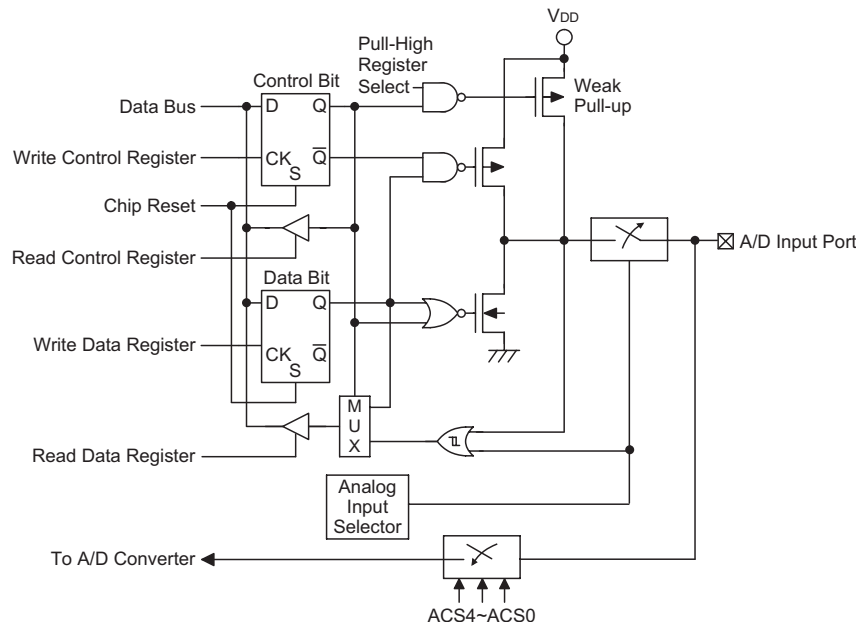 VDD
Pull-High
Register
Select
Weak
Pull-up
Control Bit
Data Bus
D
Q
Write Control Register
CK
Q
S
Chip Reset
Read Control Register
A/D Input Port
Data Bit
D
Q
Write Data Register
CK
Q
S
M
U
X
Read Data Register
Analog
Input
Selector
To A/D Converter
ACS4~ACS0